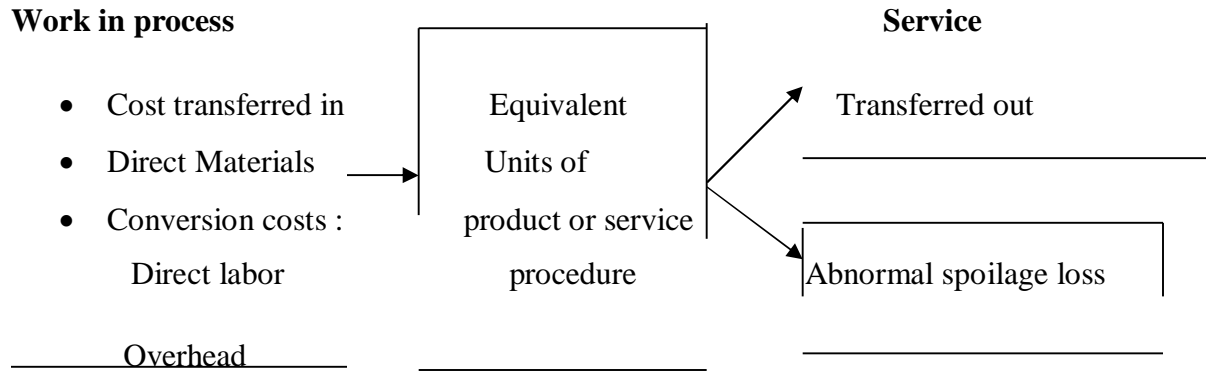 Work in process
Service
• Cost transferred in
• Direct Materials
• Conversion costs :
Direct labor
Overhead
Equivalent
Units of
product or service
procedure
Transferred out
Abnormal spoilage loss